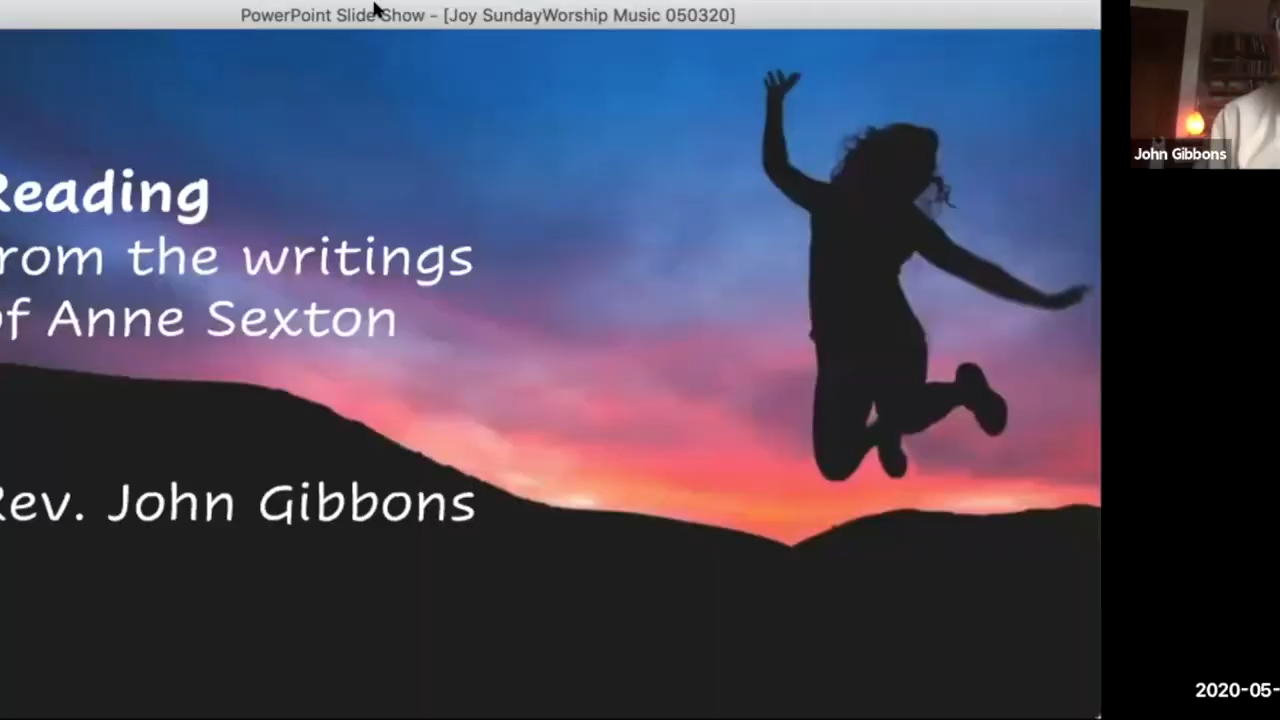 PowerPoint Slide Show - [Joy SundayWorship Music 050320]
Reading
rom the writings
of Anne Sexton
Rev. John Gibbons
John Gibbons
2020-05-